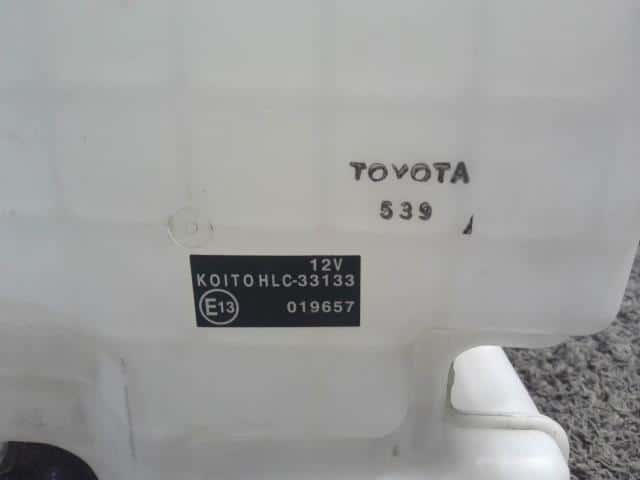 TOYOTA
539
12V
KOITO HLC-33133
E13 019657